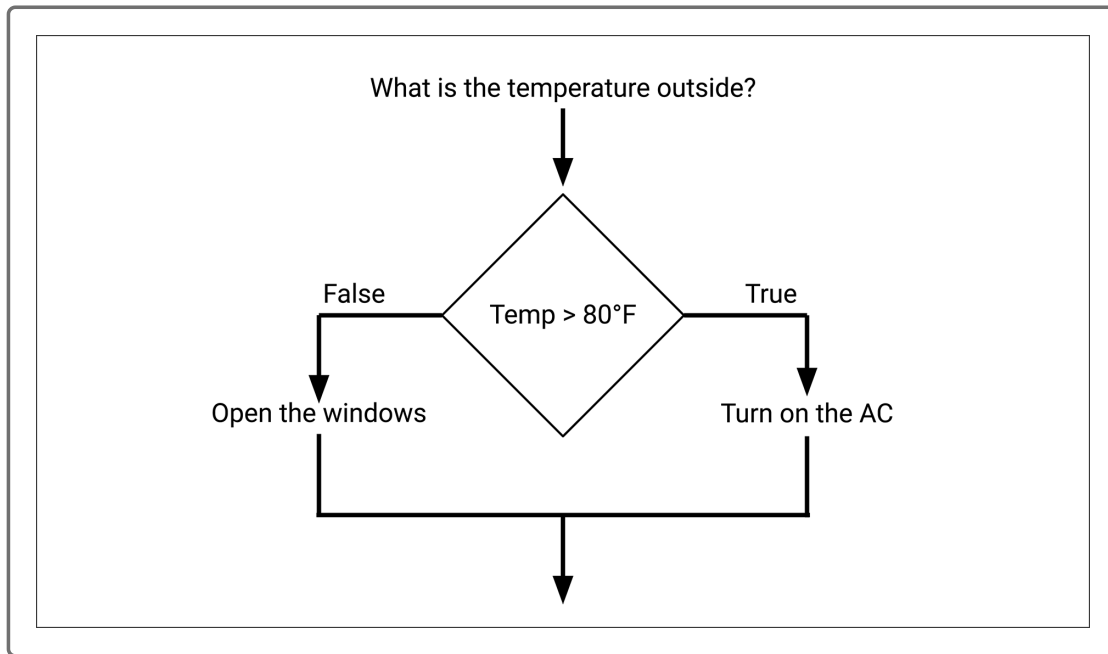 What is the temperature outside?
False
True
Temp > 80°F
Open the windows
Turn on the AC